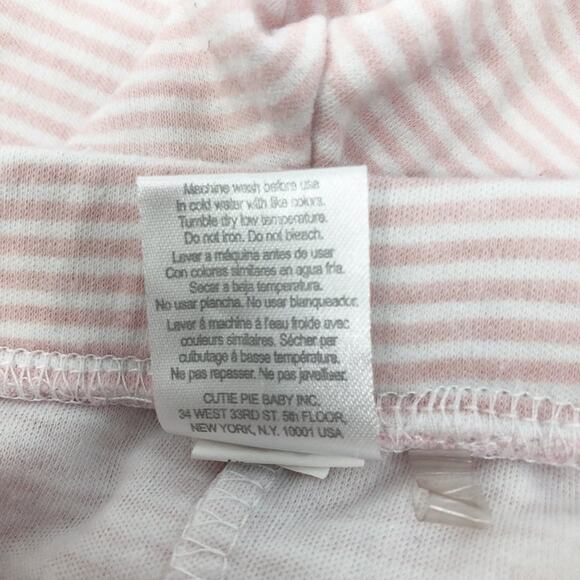 Machine wash before use
In cold water with like colors.
Tumble dry low temperature.
Do not iron. Do not bleach.
Lever a máquina antes de usar
Con colores similares en agua fria.
Secar a baja temperatura.
No usar plancha. No usar blanqueador.
Laver â machine â l'eau froide avec
couleurs similaires. Sécher par
culbutage â basse température.
Ne pas repasser. Ne pas javelliser.
CUTIE PIE BABY INC.
34 WEST 33RD ST. 5th FLOOR,
NEW YORK, N.Y. 10001 USA